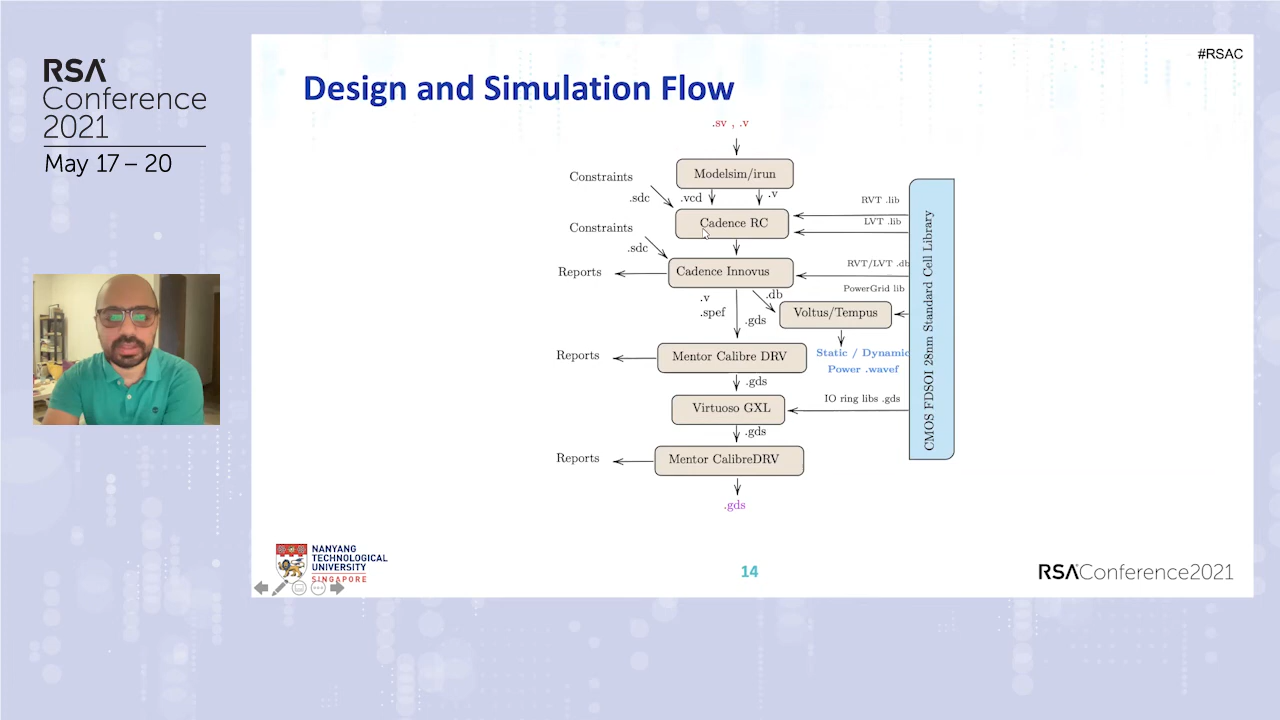 RSA
Conference
2021
May 17 – 20
#RSAC
Design and Simulation Flow
.sv , .v
Modelsim/irun
Constraints
.sdc
.vcd
.v
RVT .lib
Cadence RC
LVT .lib
Constraints
.sdc
Reports
Cadence Innovus
RVT/LVT .db
PowerGrid lib
.v
.spef
.db
.gds
Voltus/Tempus
Static / Dynamic
Power .wavef
Reports
Mentor Calibre DRV
.gds
IO ring libs .gds
Virtuoso GXL
.gds
Reports
Mentor CalibreDRV
.gds
CMOS FDSOI 28nm Standard Cell Library
NANYANG
TECHNOLOGICAL
UNIVERSITY
SINGAPORE
14
RSAConference2021